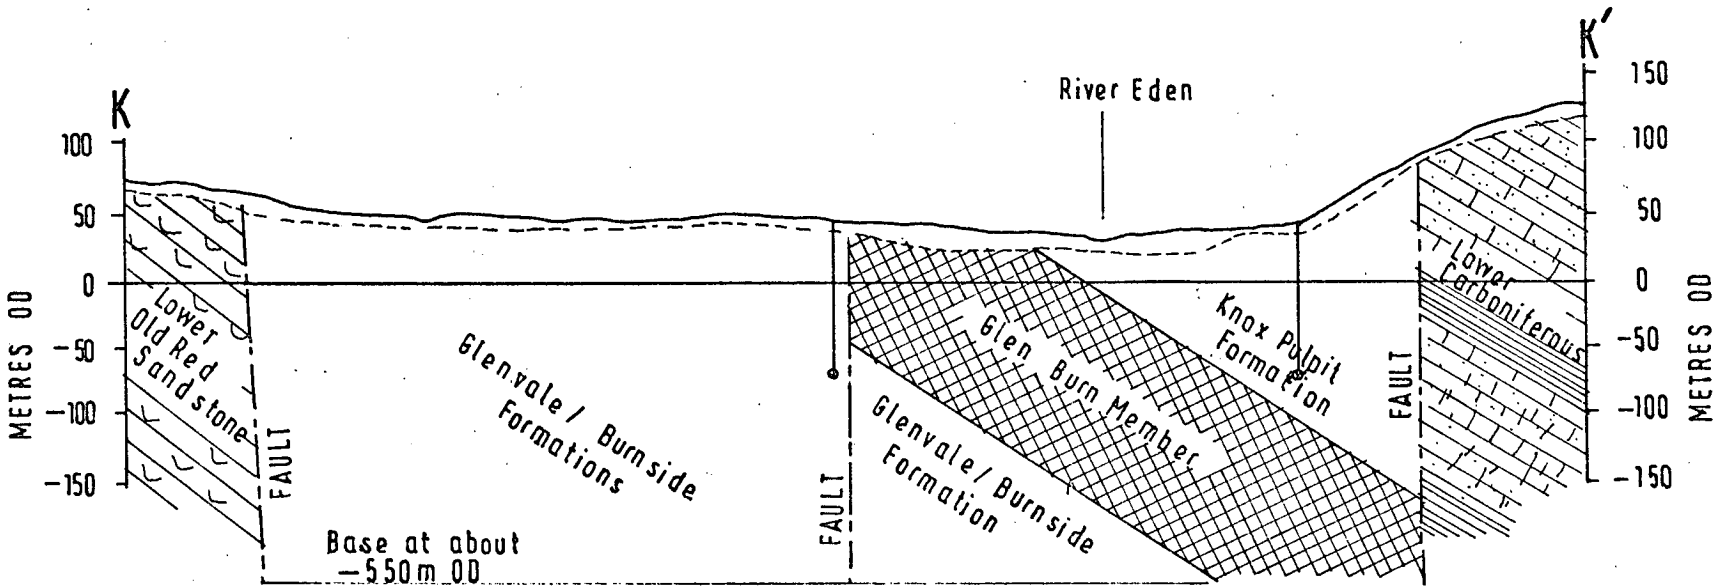 K
K′
River Eden
100
50
0
−50
−100
−150
METRES OD
150
100
50
0
−50
−100
−150
METRES OD
Lower
Old Red
Sandstone
FAULT
Glenvale / Burnside
Formations
Base at about
−550m OD
FAULT
Glenvale / Burnside
Formation
Glen Burn Member
Knox Pulpit
Formation
FAULT
Lower
Carboniferous